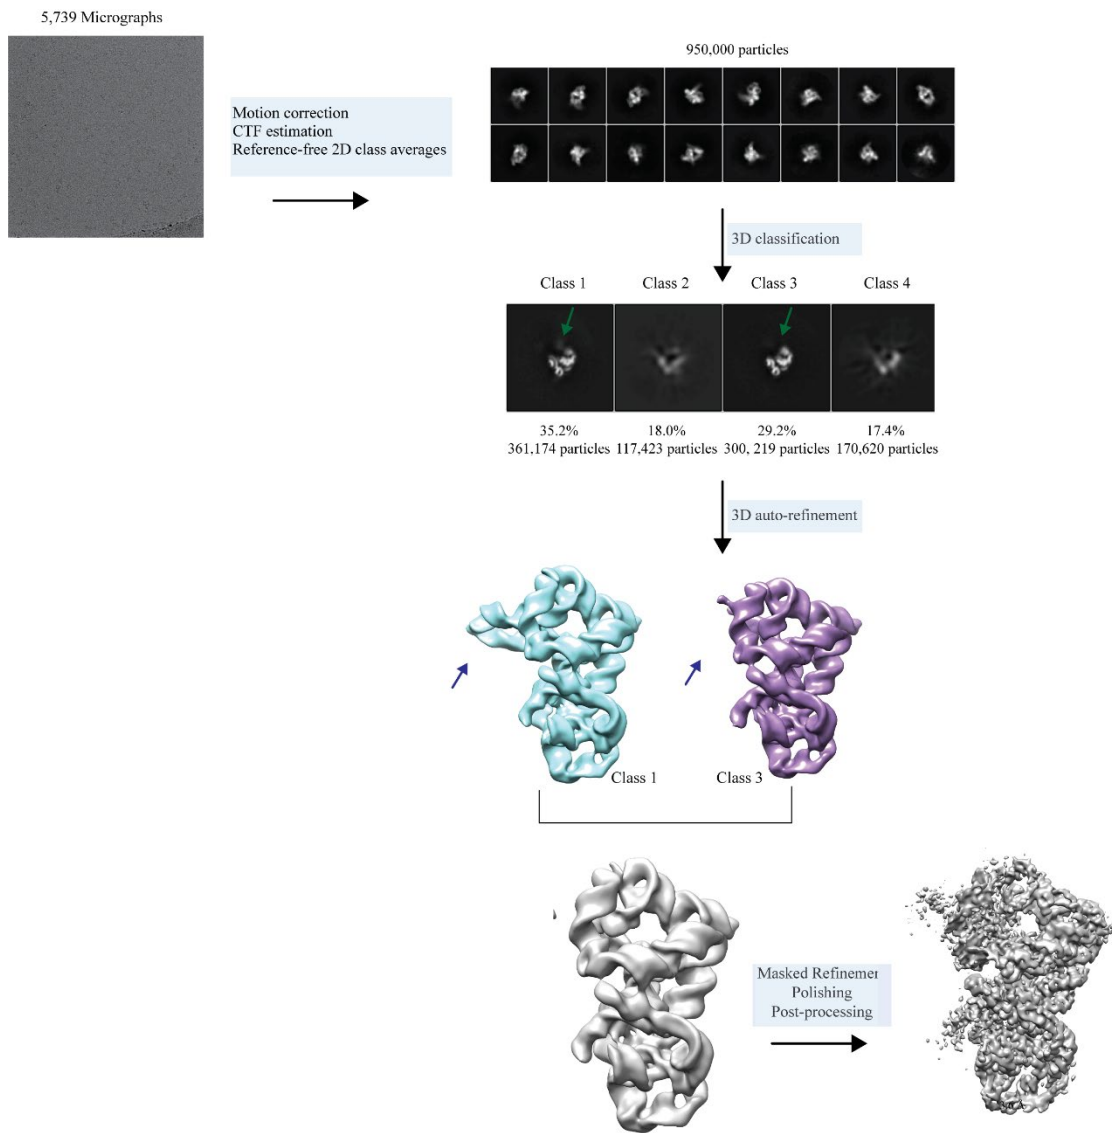 5,739 Micrographs
950,000 particles
Motion correction
CTF estimation
Reference-free 2D class averages
3D classification
Class 1 Class 2 Class 3 Class 4
35.2% 18.0% 29.2% 17.4%
361,174 particles 117,423 particles 300, 219 particles 170,620 particles
3D auto-refinement
Class 1 Class 3
Masked Refinemer
Polishing
Post-processing